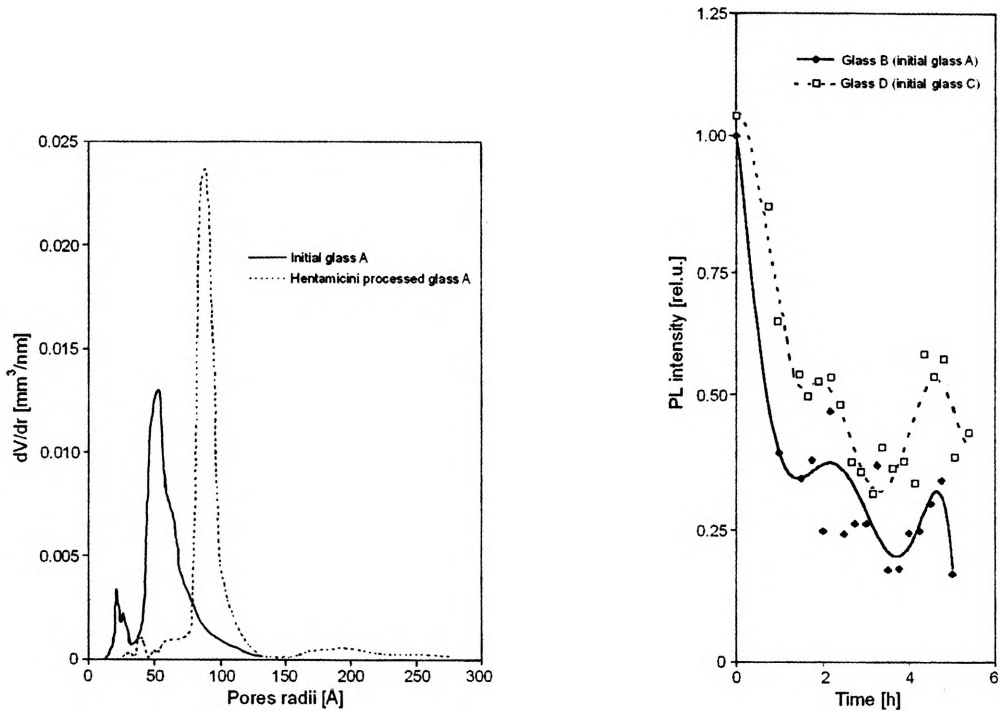 0.025
0.020
0.015
0.010
0.005
0
dV/dr [mm³/nm]
Initial glass A
Hentamicini processed glass A
0 50 100 150 200 250 300
Pores radii [Å]
1.25
1.00
0.75
0.50
0.25
0
PL intensity [rel.u.]
Glass B (initial glass A)
Glass D (initial glass C)
0 2 4 6
Time [h]